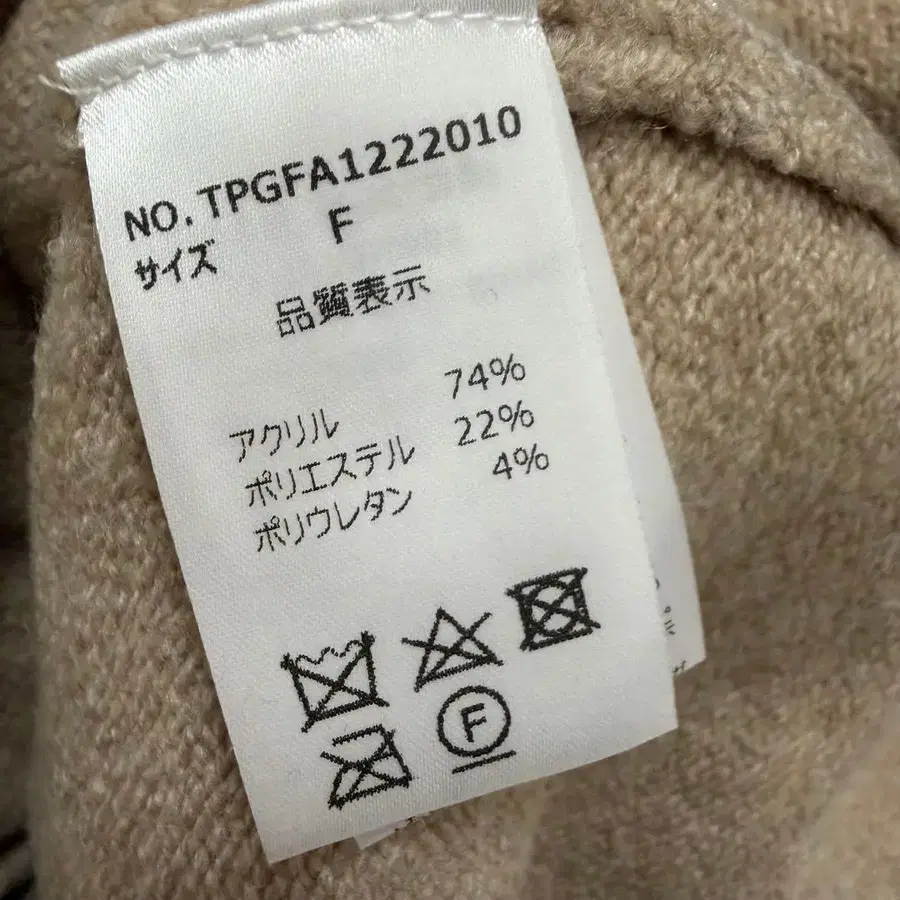 NO. TPGFA1222010
サイズ F
品質表示
アクリル 74%
ポリエステル 22%
ポリウレタン 4%
F